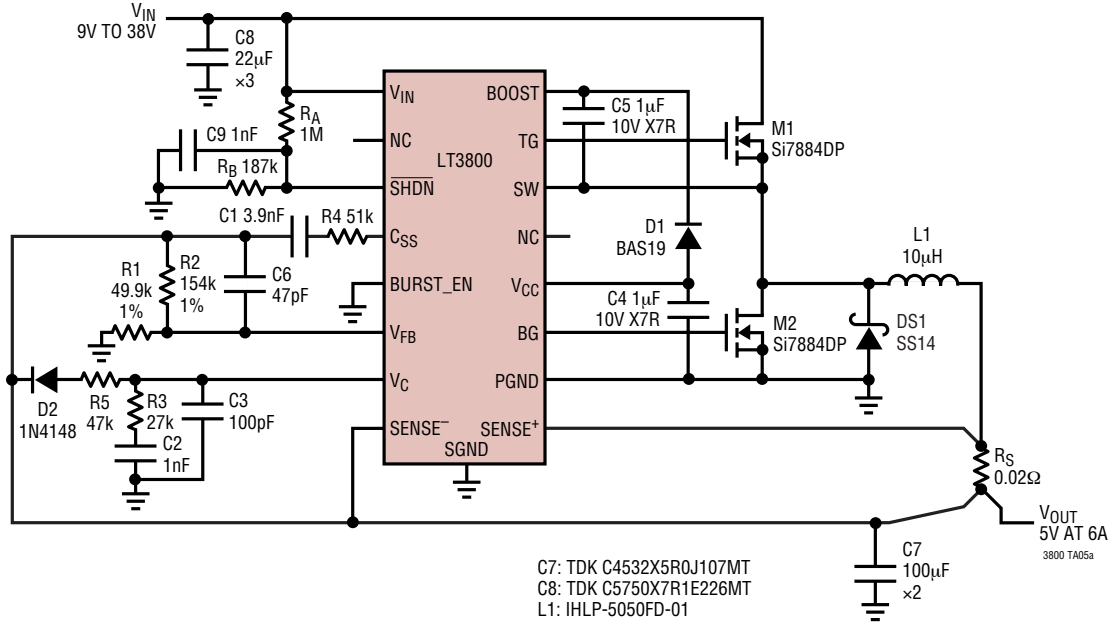 VIN
9V TO 38V
C8
22µF
×3
RA
1M
C9 1nF
RB 187k
C1 3.9nF
R4 51k
R1
49.9k
1%
R2
154k
1%
C6
47pF
D2
1N4148
R5
47k
R3
27k
C2
1nF
C3
100pF
VIN
NC
SHDN
CSS
BURST_EN
VFB
VC
SENSE–
SGND
LT3800
BOOST
TG
SW
NC
VCC
BG
PGND
SENSE+
C5 1µF
10V X7R
D1
BAS19
C4 1µF
10V X7R
M1
Si7884DP
M2
Si7884DP
L1
10µH
DS1
SS14
RS
0.02Ω
VOUT
5V AT 6A
3800 TA05a
C7
100µF
×2
C7: TDK C4532X5R0J107MT
C8: TDK C5750X7R1E226MT
L1: IHLP-5050FD-01